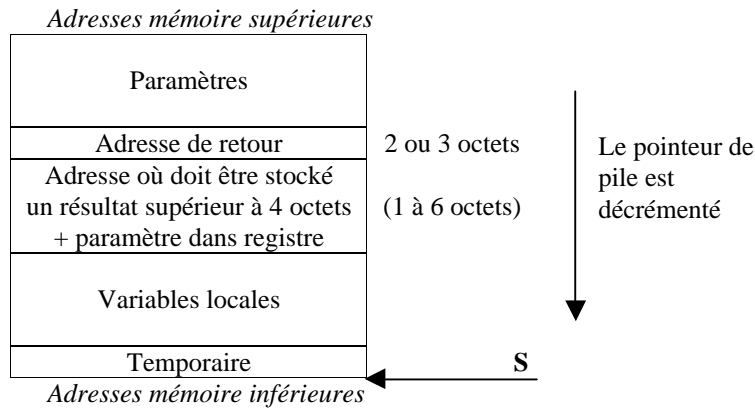 Adresses mémoire supérieures
Paramètres
Adresse de retour
2 ou 3 octets
Adresse où doit être stocké
un résultat supérieur à 4 octets
+ paramètre dans registre
(1 à 6 octets)
Le pointeur de
pile est
décrémenté
Variables locales
Temporaire
S
Adresses mémoire inférieures